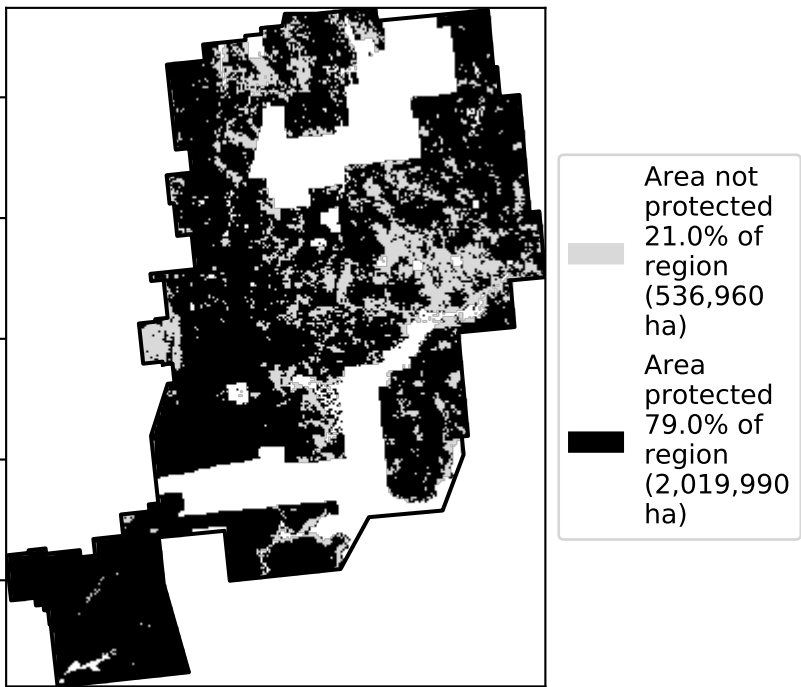 Area not
protected
21.0% of
region
(536,960
ha)
Area
protected
79.0% of
region
(2,019,990
ha)